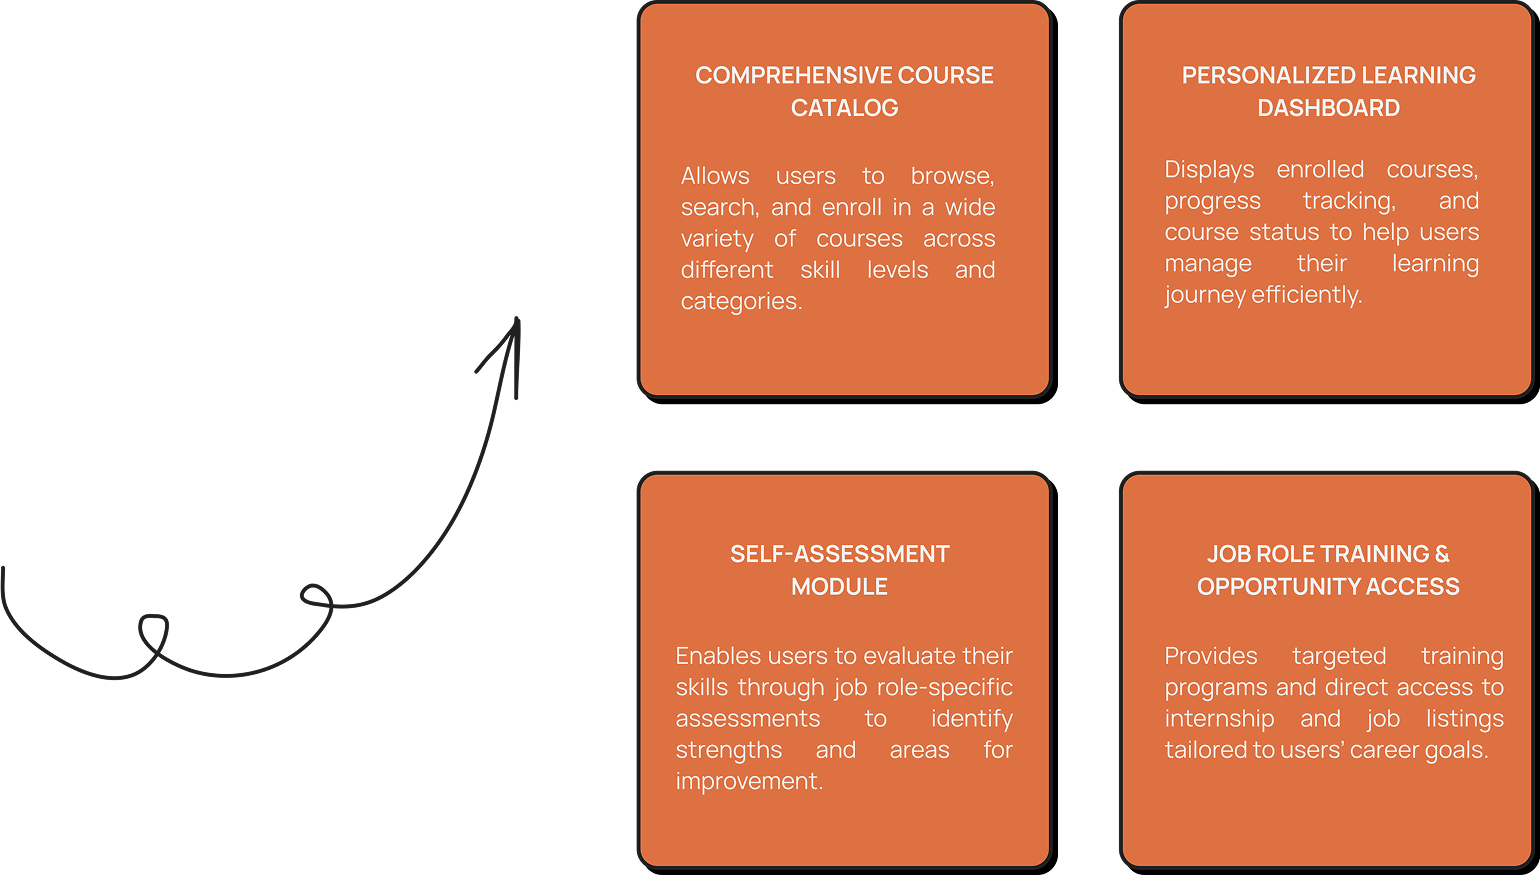 COMPREHENSIVE COURSE
CATALOG
Allows users to browse,
search, and enroll in a wide
variety of courses across
different skill levels and
categories.
PERSONALIZED LEARNING
DASHBOARD
Displays enrolled courses,
progress tracking, and
course status to help users
manage their learning
journey efficiently.
SELF-ASSESSMENT
MODULE
Enables users to evaluate their
skills through job role-specific
assessments to identify
strengths and areas for
improvement.
JOB ROLE TRAINING &
OPPORTUNITY ACCESS
Provides targeted training
programs and direct access to
internship and job listings
tailored to users’ career goals.